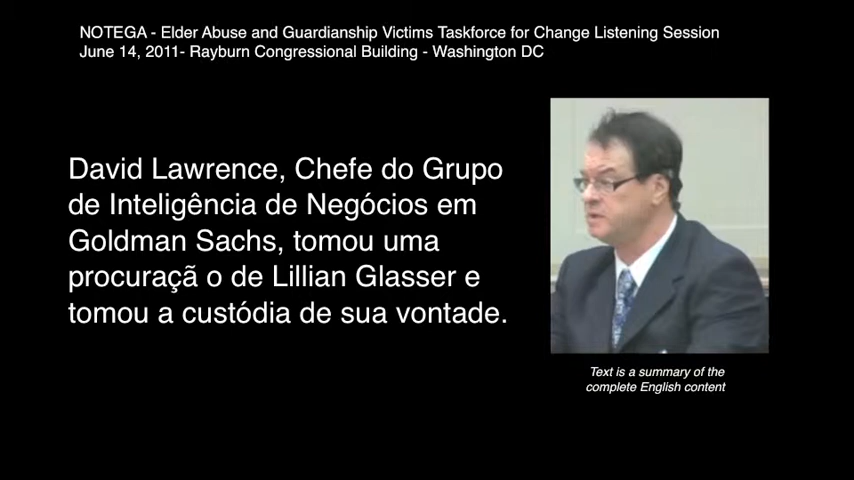 NOTEGA - Elder Abuse and Guardianship Victims Taskforce for Change Listening Session
June 14, 2011- Rayburn Congressional Building - Washington DC
David Lawrence, Chefe do Grupo
de Inteligência de Negócios em
Goldman Sachs, tomou uma
procuraçã o de Lillian Glasser e
tomou a custódia de sua vontade.
Text is a summary of the
complete English content